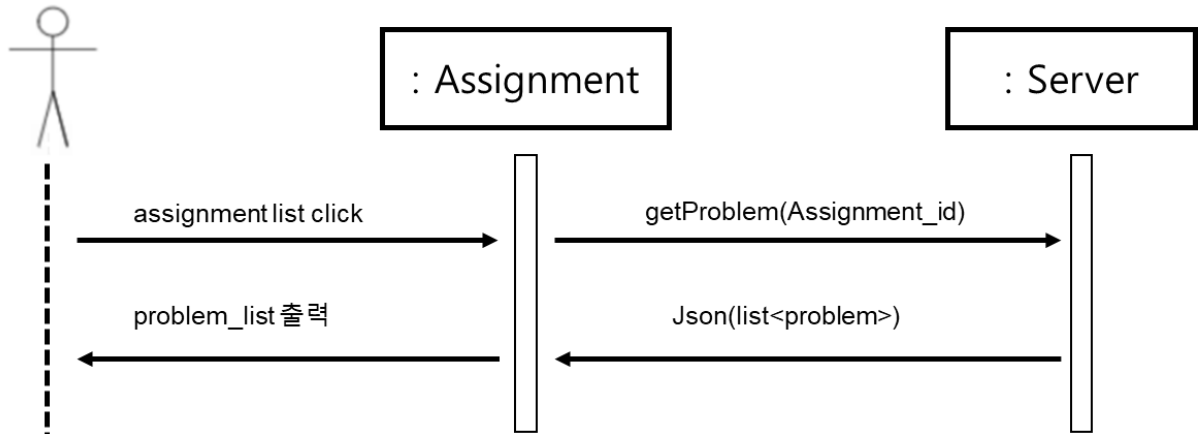 : Assignment
: Server
assignment list click
getProblem(Assignment_id)
problem_list 출력
Json(list<problem>)